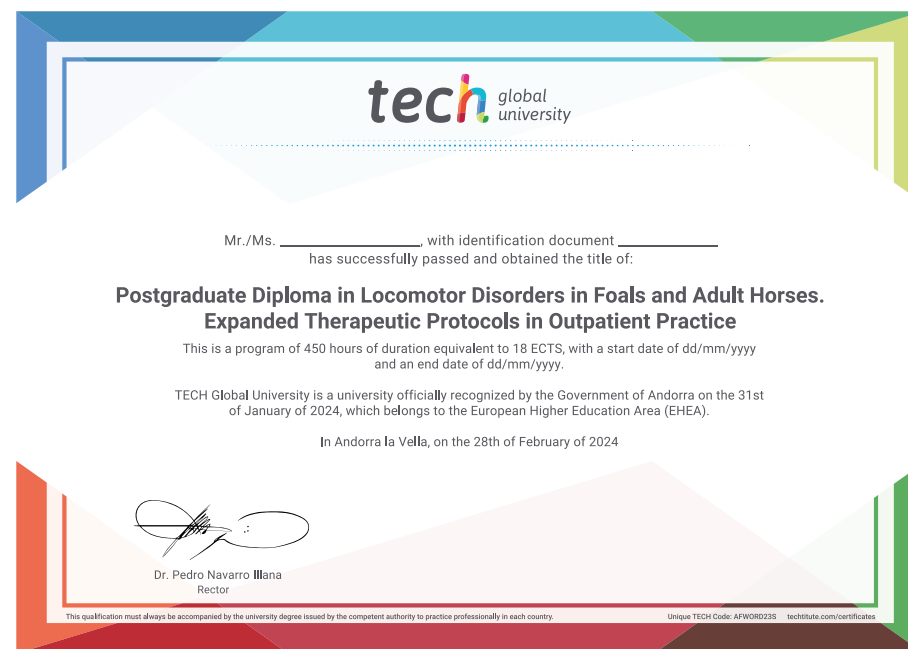 tech global university
Mr./Ms. ____________________, with identification document ______________
has successfully passed and obtained the title of:
Postgraduate Diploma in Locomotor Disorders in Foals and Adult Horses.
Expanded Therapeutic Protocols in Outpatient Practice
This is a program of 450 hours of duration equivalent to 18 ECTS, with a start date of dd/mm/yyyy
and an end date of dd/mm/yyyy.
TECH Global University is a university officially recognized by the Government of Andorra on the 31st
of January of 2024, which belongs to the European Higher Education Area (EHEA).
In Andorra la Vella, on the 28th of February of 2024
Dr. Pedro Navarro Illana
Rector
This qualification must always be accompanied by the university degree issued by the competent authority to practice professionally in each country.
Unique TECH Code: AFWORD23S techtitute.com/certificates